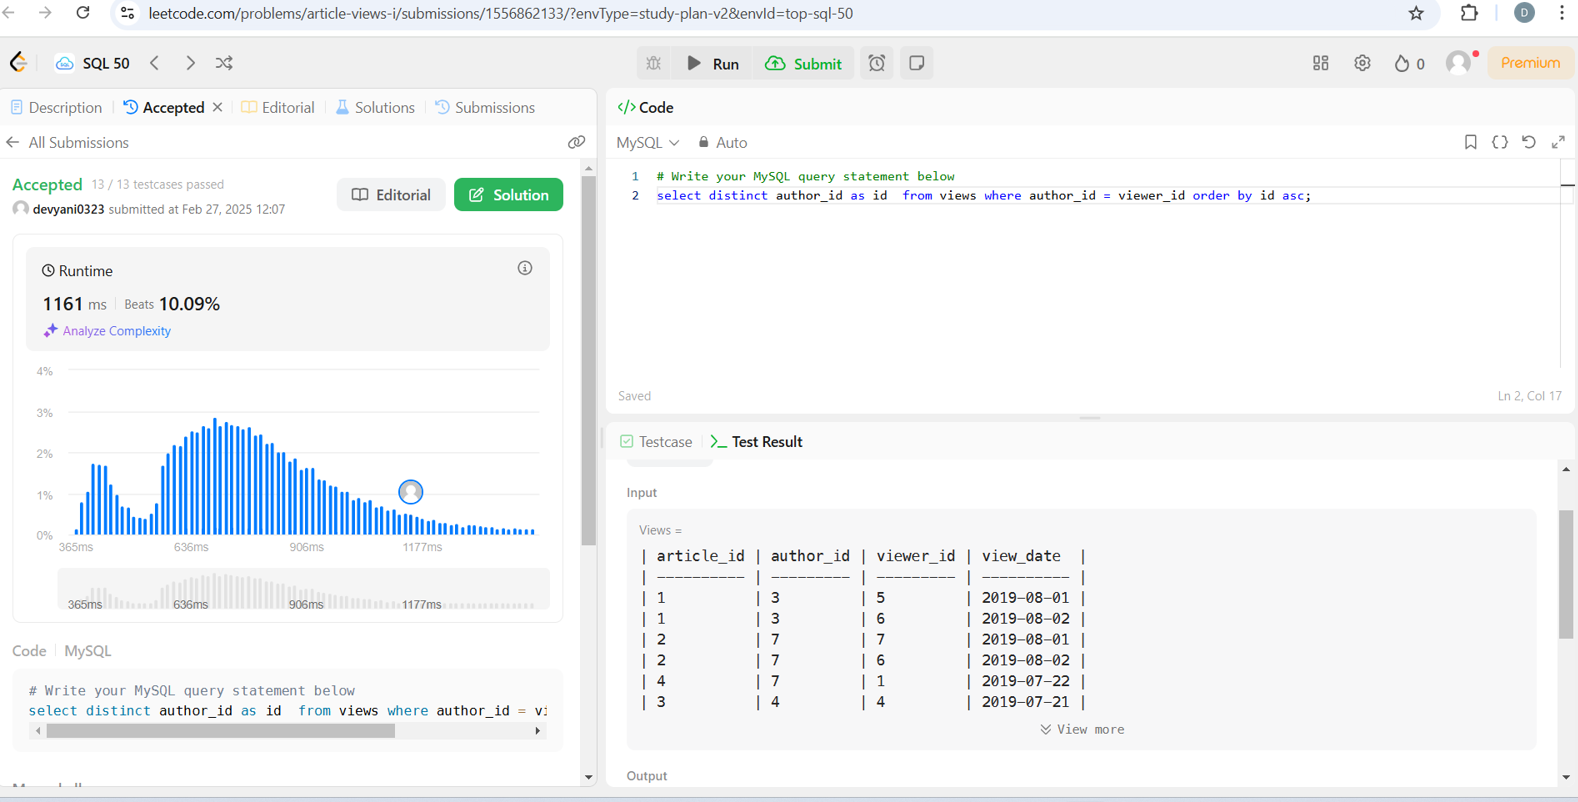 leetcode.com/problems/article-views-i/submissions/1556862133/?envType=study-plan-v2&envId=top-sql-50
D
SQL 50
Run
Submit
0
Premium
Description
Accepted
Editorial
Solutions
Submissions
All Submissions
Accepted 13 / 13 testcases passed
devyani0323 submitted at Feb 27, 2025 12:07
Editorial
Solution
Runtime
1161 ms Beats 10.09%
Analyze Complexity
4%
3%
2%
1%
0%
365ms 636ms 906ms 1177ms
365ms 636ms 906ms 1177ms
Code MySQL
# Write your MySQL query statement below
select distinct author_id as id  from views where author_id = vi
</> Code
MySQL Auto
1 # Write your MySQL query statement below
2 select distinct author_id as id  from views where author_id = viewer_id order by id asc;
Saved
Ln 2, Col 17
Testcase
Test Result
Input
Views =
| article_id | author_id | viewer_id | view_date  |
| ---------- | --------- | --------- | ---------- |
| 1          | 3         | 5         | 2019-08-01 |
| 1          | 3         | 6         | 2019-08-02 |
| 2          | 7         | 7         | 2019-08-01 |
| 2          | 7         | 6         | 2019-08-02 |
| 4          | 7         | 1         | 2019-07-22 |
| 3          | 4         | 4         | 2019-07-21 |
View more
Output